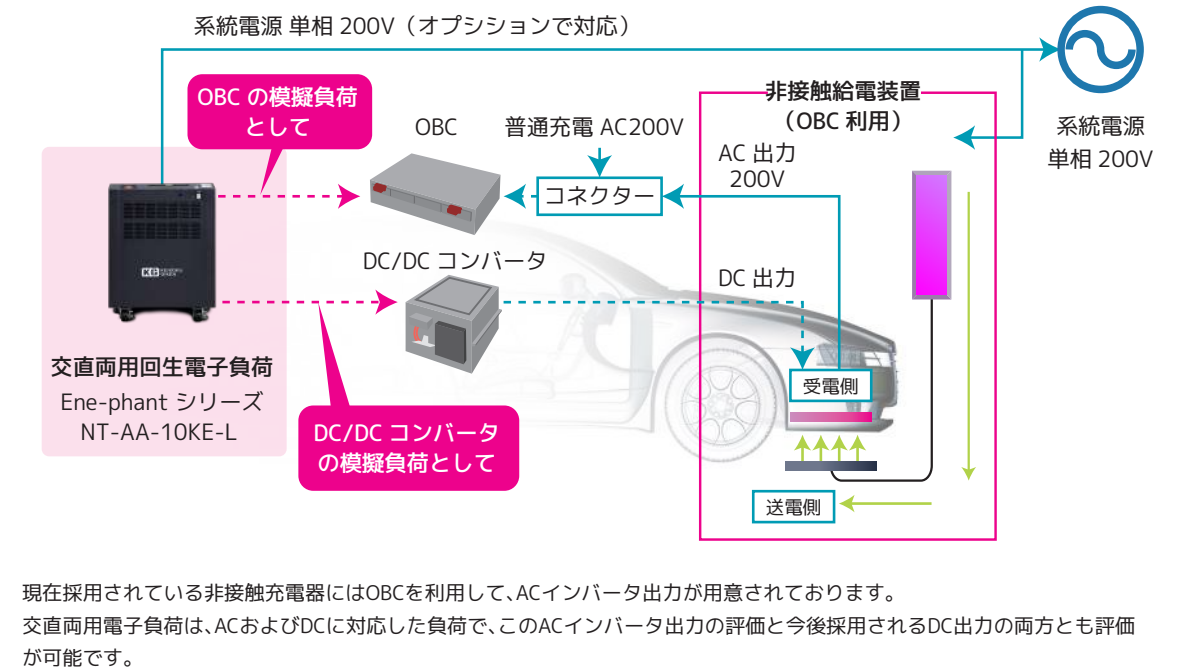 系統電源 単相 200V（オプションで対応）
OBC の模擬負荷
として
OBC
普通充電 AC200V
非接触給電装置
（OBC 利用）
系統電源
単相 200V
AC 出力
200V
コネクター
KG
DC/DC コンバータ
DC 出力
交直両用回生電子負荷
Ene-phant シリーズ
NT-AA-10KE-L
受電側
DC/DC コンバータ
の模擬負荷として
送電側
現在採用されている非接触充電器にはOBCを利用して、ACインバータ出力が用意されております。
交直両用電子負荷は、ACおよびDCに対応した負荷で、このACインバータ出力の評価と今後採用されるDC出力の両方とも評価
が可能です。